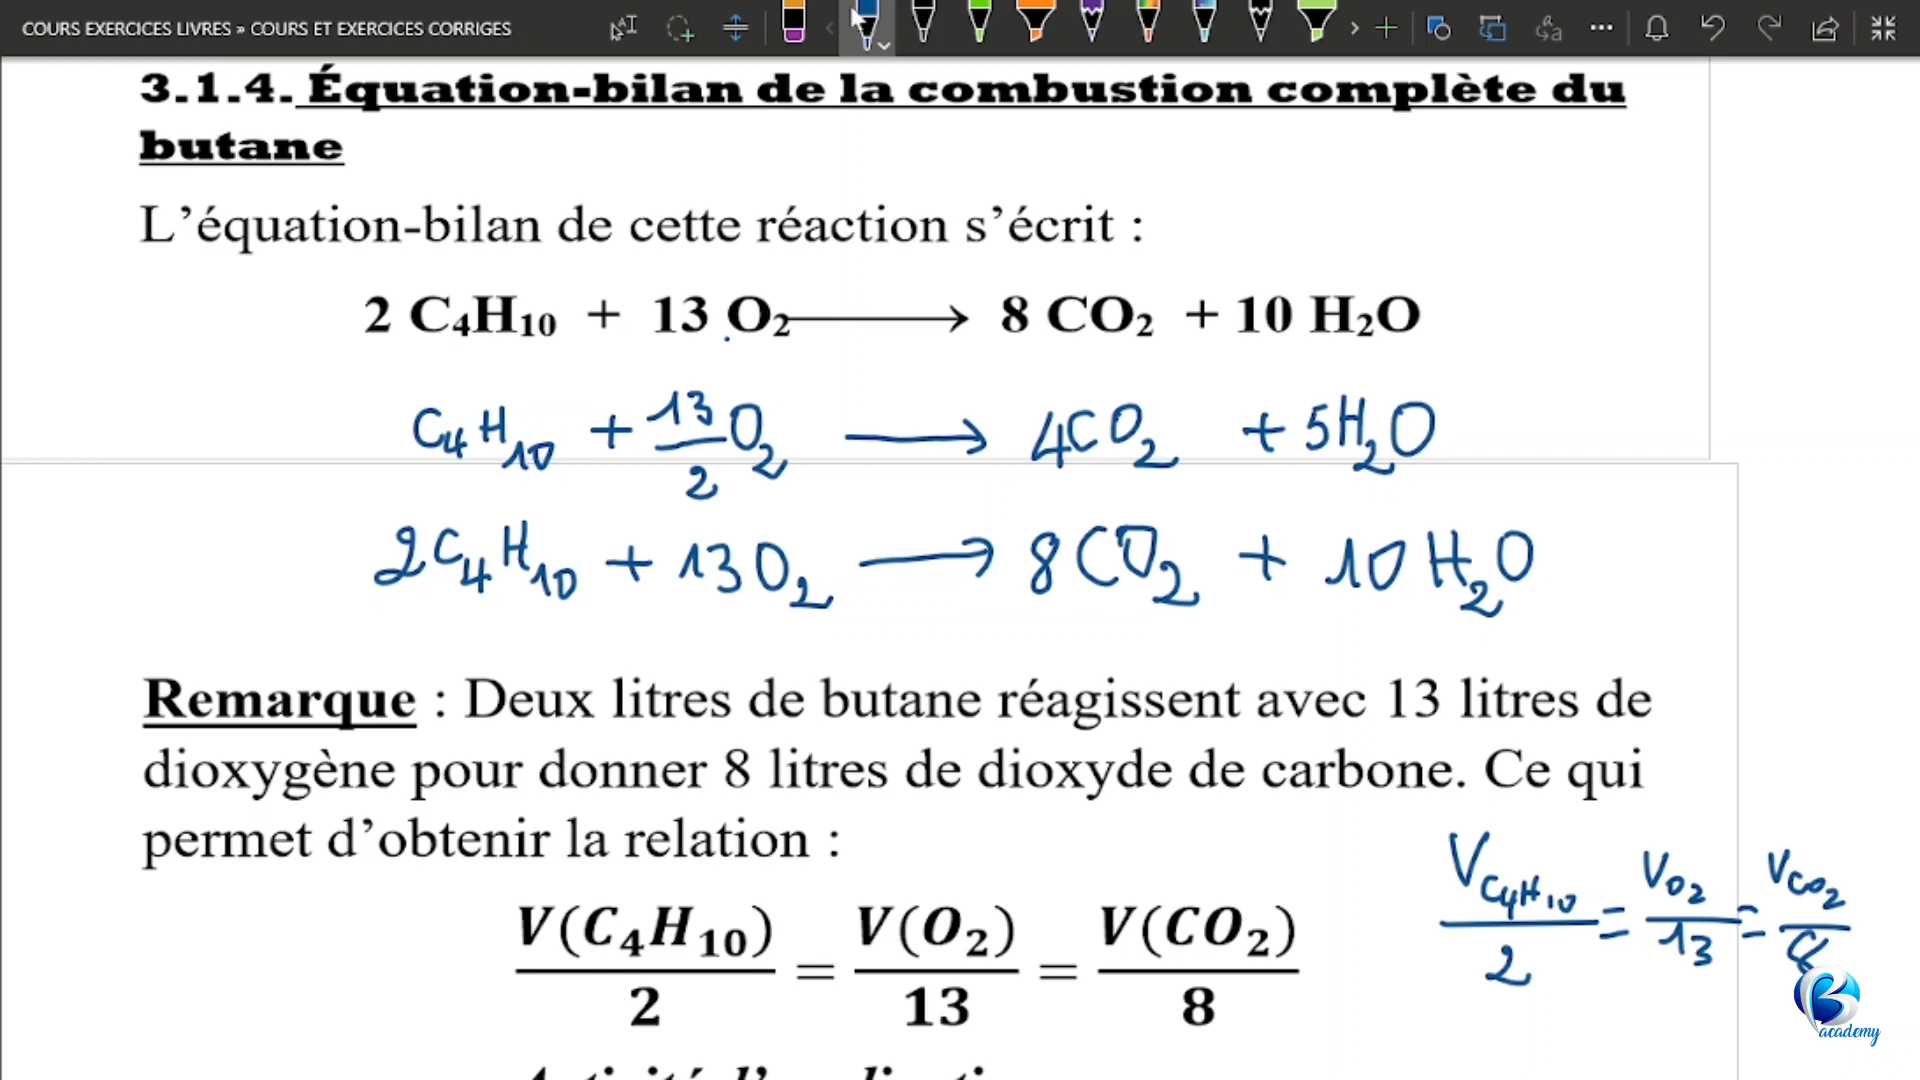 COURS EXERCICES LIVRES » COURS ET EXERCICES CORRIGES
3.1.4. Équation-bilan de la combustion complète du
butane
L’équation-bilan de cette réaction s’écrit :
2 C₄H₁₀ + 13 O₂ ⟶ 8 CO₂ + 10 H₂O
C₄H₁₀ + 13/2 O₂ ⟶ 4CO₂ + 5H₂O
2C₄H₁₀ + 13O₂ ⟶ 8CO₂ + 10H₂O
Remarque : Deux litres de butane réagissent avec 13 litres de
dioxygène pour donner 8 litres de dioxyde de carbone. Ce qui
permet d’obtenir la relation :
V(C₄H₁₀)/2 = V(O₂)/13 = V(CO₂)/8
V C₄H₁₀/2 = V O₂/13 = V CO₂/8
academy